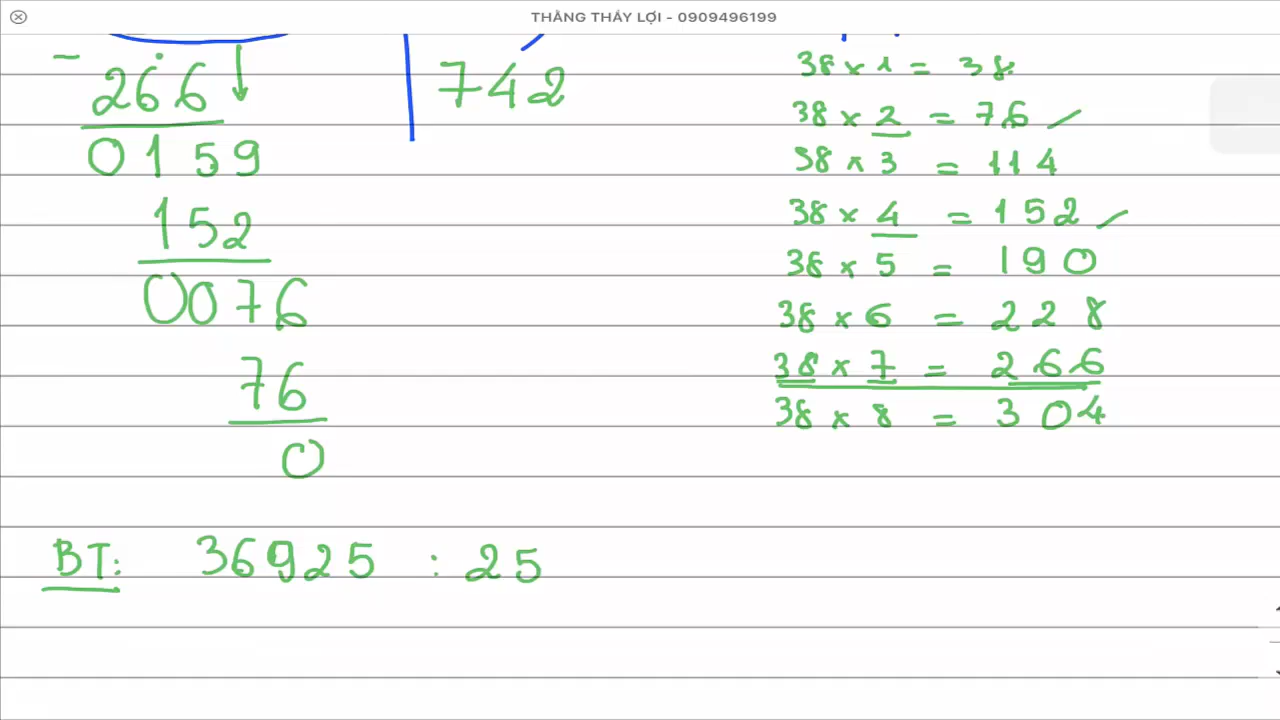 THẦNG THẦY LỢI - 0909496199
266
742
0159
152
0076
76
0
38 x 1 = 38
38 x 2 = 76
38 x 3 = 114
38 x 4 = 152
38 x 5 = 190
38 x 6 = 228
38 x 7 = 266
38 x 8 = 304
BT: 36925 : 25